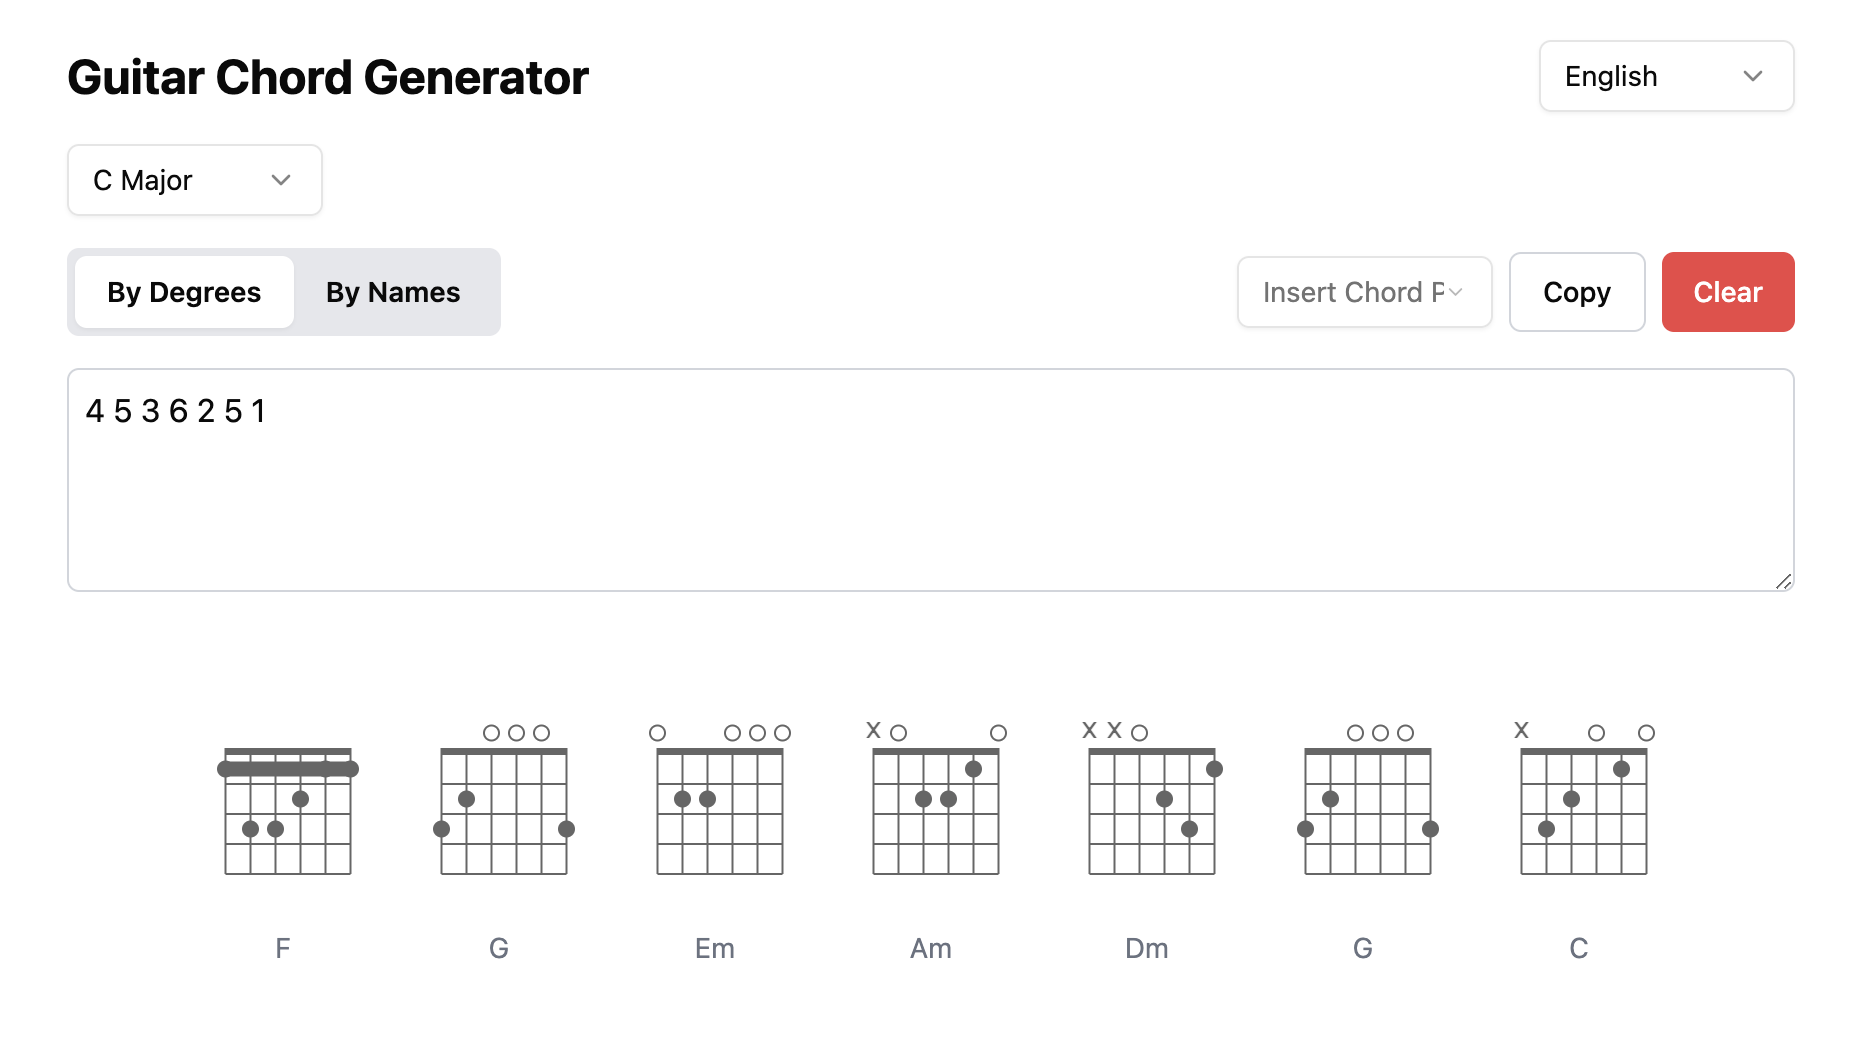 Guitar Chord Generator
English
C Major
By Degrees
By Names
Insert Chord P
Copy
Clear
4 5 3 6 2 5 1
X
X X
X
F
G
Em
Am
Dm
G
C